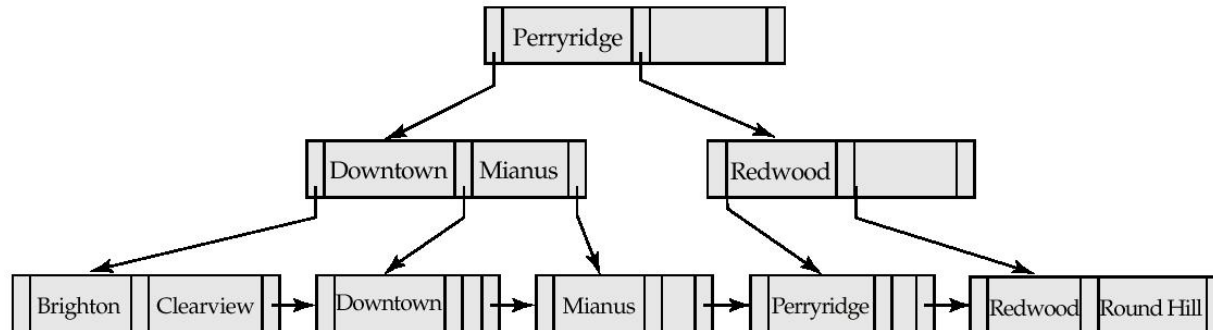 Perryridge
Downtown Mianus Redwood
Brighton Clearview Downtown Mianus Perryridge Redwood Round Hill